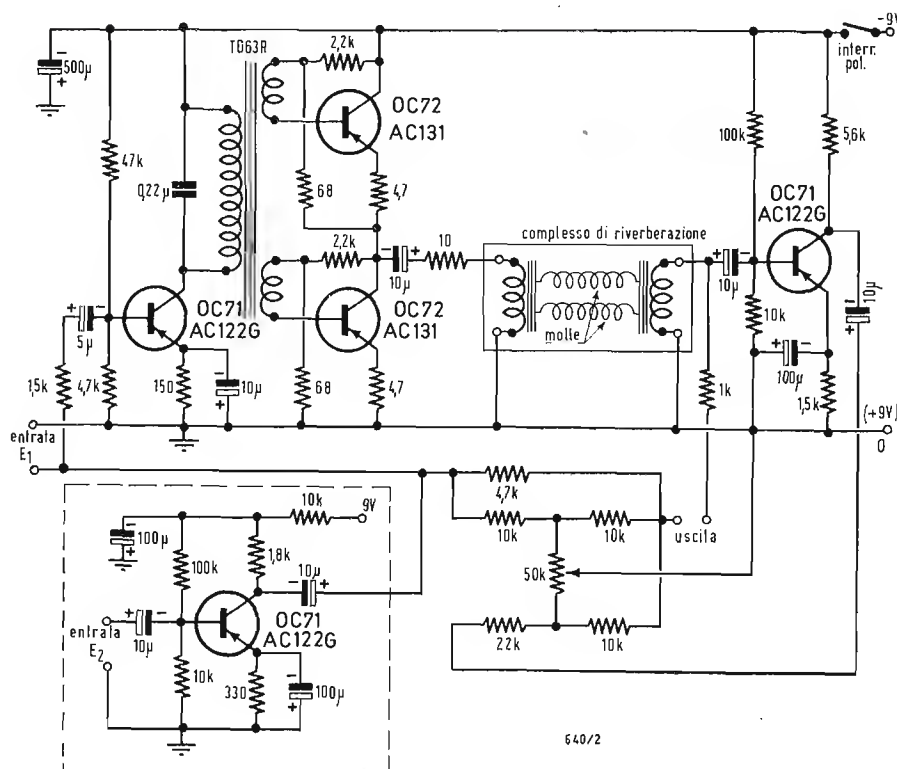 -9V
interr.
pol.
T063R
2,2k
500µ
OC72
AC131
47k
100k
5,6k
0,22µ
68
4,7
OC71
AC122G
complesso di riverberazione
2,2k
10
10µ
10µ
10µ
OC71
AC122G
OC72
AC131
molle
10k
5µ
100µ
1,5k
4,7k
150
10µ
68
4,7
1k
1,5k
(+9V)
0
entrata
E1
4,7k
10k
9V
10k
10k
uscita
100µ
1,8k
100k
10µ
50k
OC71
AC122G
entrata
E2
10µ
22k
10k
10k
330
100µ
640/2